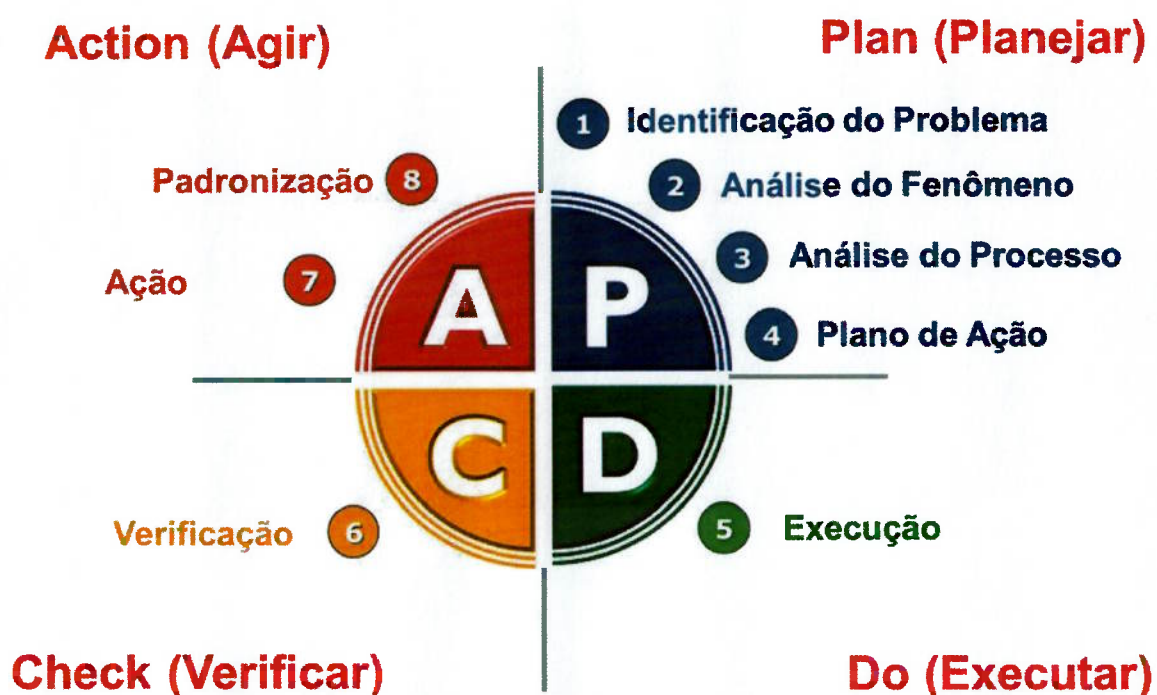 Action (Agir)
Plan (Planejar)
1 Identificação do Problema
2 Análise do Fenômeno
3 Análise do Processo
4 Plano de Ação
Padronização 8
Ação 7
A P
C D
Verificação 6
5 Execução
Check (Verificar)
Do (Executar)